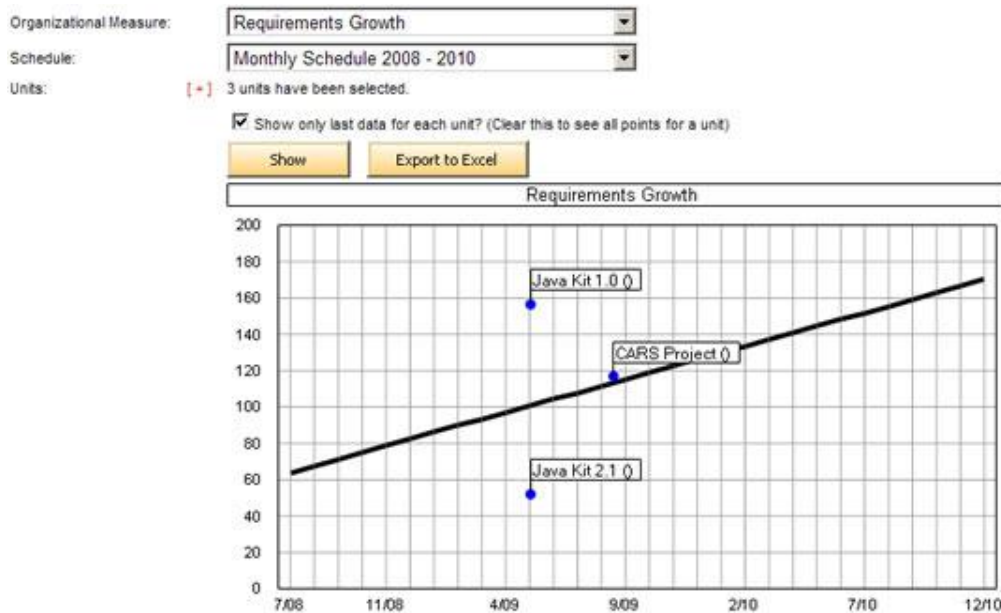 Organizational Measure: Requirements Growth
Schedule: Monthly Schedule 2008 - 2010
Units: [+] 3 units have been selected.
Show only last data for each unit? (Clear this to see all points for a unit)
Show Export to Excel
Requirements Growth
200
180
160
140
120
100
80
60
40
20
0
Java Kit 1.0 ()
CARS Project ()
Java Kit 2.1 ()
7/08 11/08 4/09 9/09 2/10 7/10 12/10